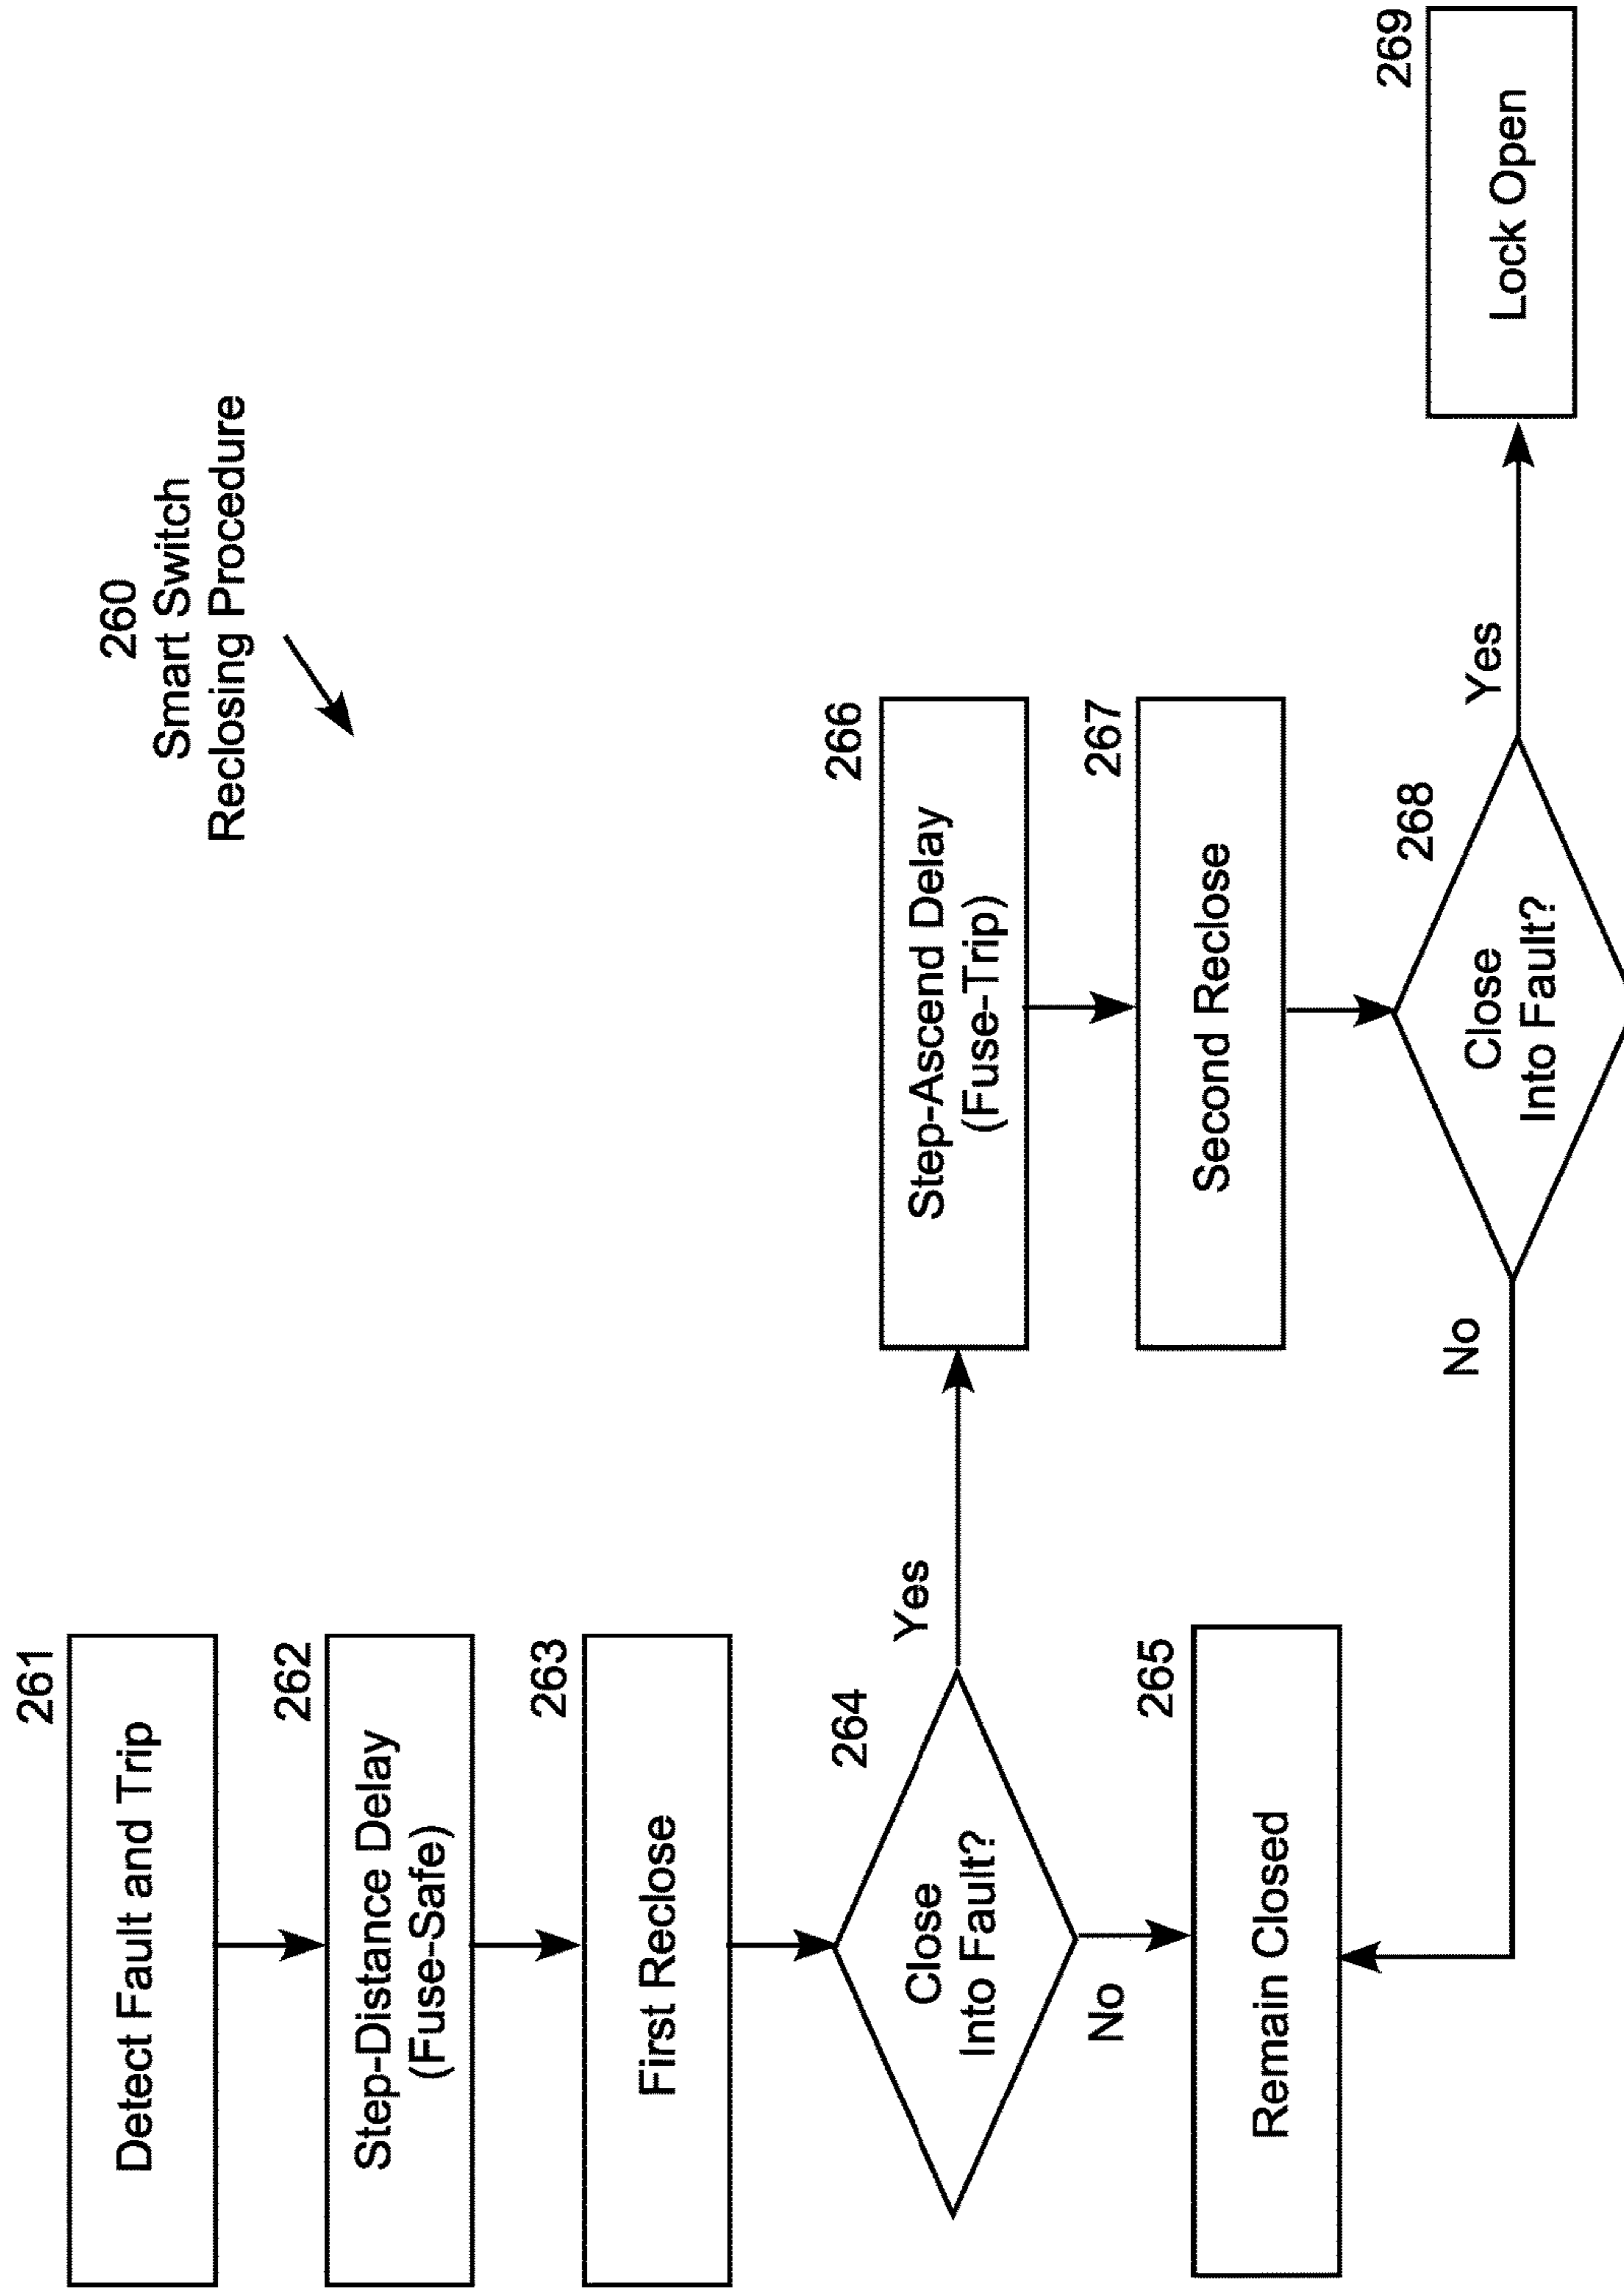 260
Smart Switch
Reclosing Procedure
261
Detect Fault and Trip
262
Step-Distance Delay
(Fuse-Safe)
263
First Reclose
264
Close
Into Fault?
Yes
No
265
Remain Closed
266
Step-Ascend Delay
(Fuse-Trip)
267
Second Reclose
268
Close
Into Fault?
No
Yes
269
Lock Open